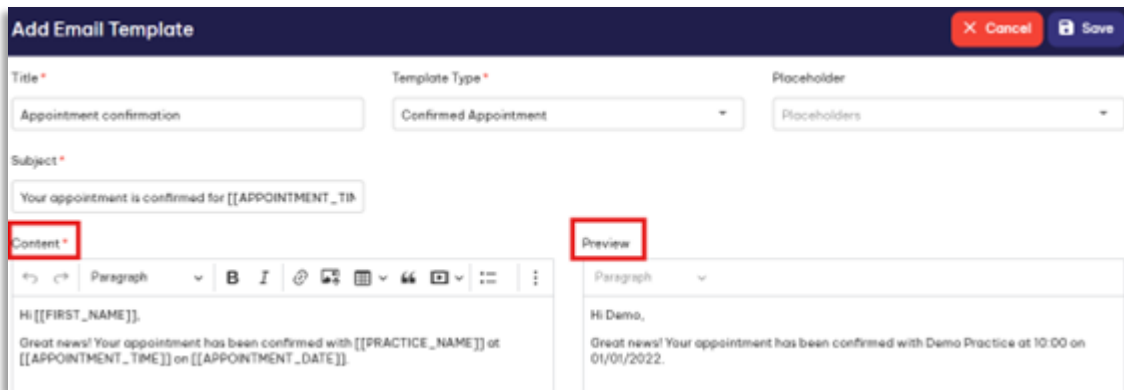 Add Email Template
Cancel
Save
Title*
Template Type*
Placeholder
Appointment confirmation
Confirmed Appointment
Placeholders
Subject*
Your appointment is confirmed for [[APPOINTMENT_TIM
Content*
Preview
Paragraph
B I
Paragraph
Hi [[FIRST_NAME]],
Great news! Your appointment has been confirmed with [[PRACTICE_NAME]] at
[[APPOINTMENT_TIME]] on [[APPOINTMENT_DATE]].
Hi Demo,
Great news! Your appointment has been confirmed with Demo Practice at 10:00 on
01/01/2022.